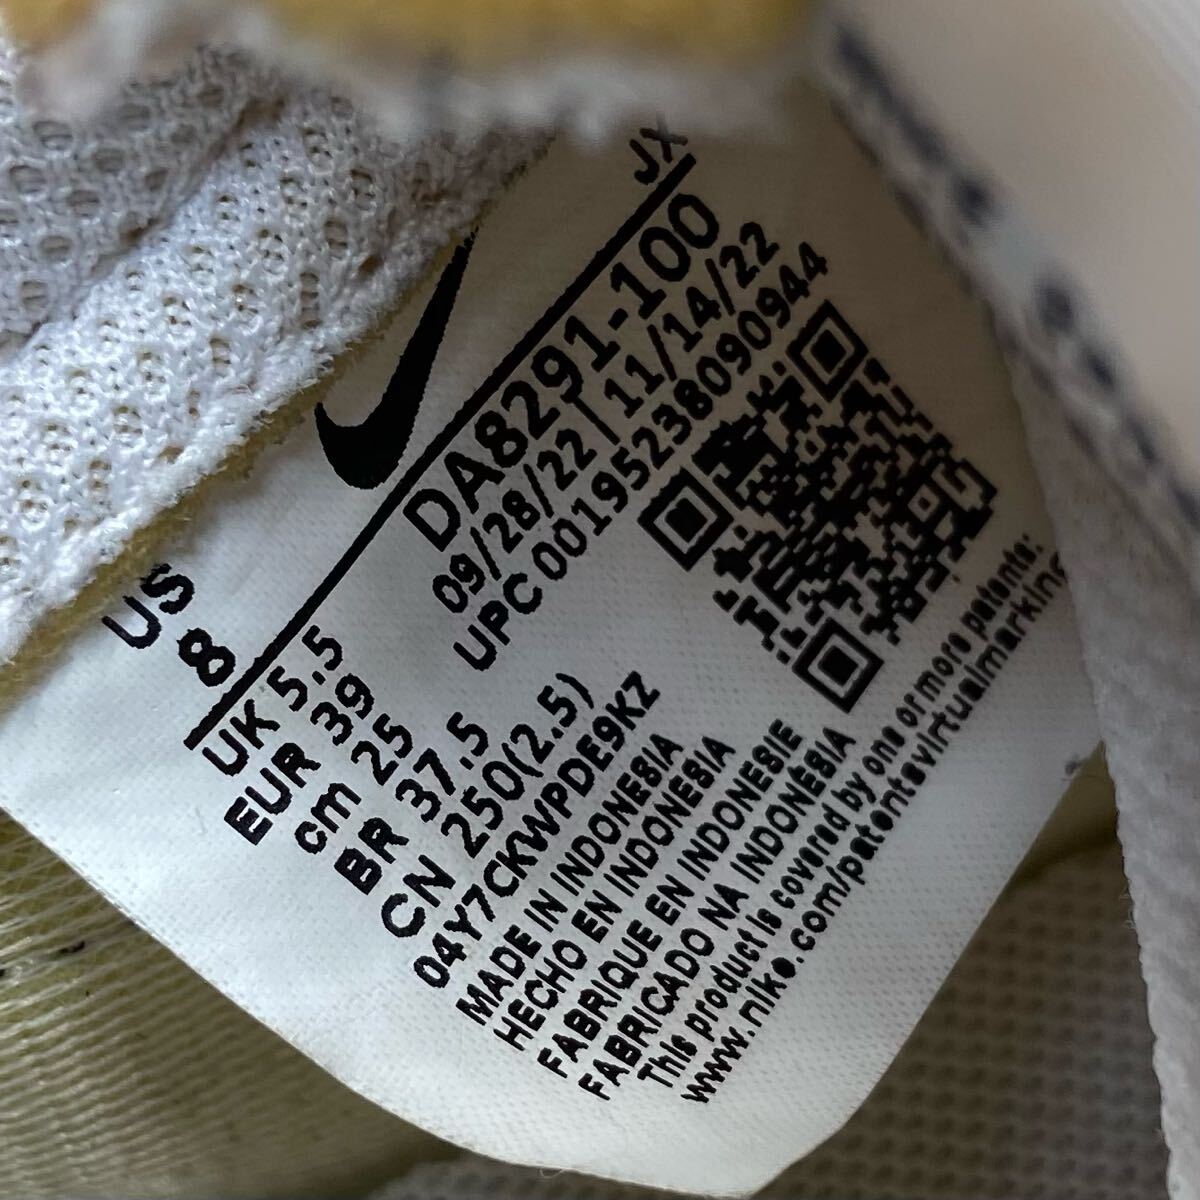 JX
DA8291-100
09/28/22 | 11/14/22
UPC 00195238090944
US
8
UK 5.5
EUR 39
cm 25
BR 37.5
CN 250(2.5)
04Y7CKWPDE9KZ
MADE IN INDONESIA
HECHO EN INDONESIA
FABRIQUE EN INDONESIE
FABRICADO NA INDONÉSIA
This product is covered by one or more patents:
www.nike.com/patentsvirtualmarking